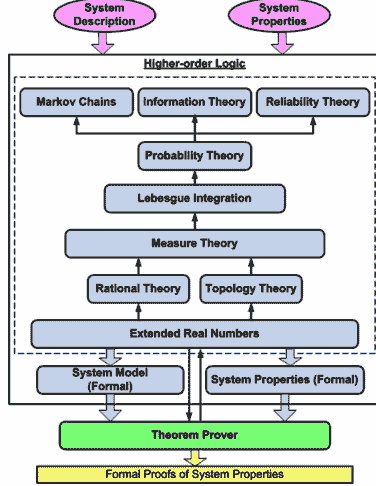 System
Description
System
Properties
Higher-order Logic
Markov Chains
Information Theory
Reliability Theory
Probability Theory
Lebesgue Integration
Measure Theory
Rational Theory
Topology Theory
Extended Real Numbers
System Model
(Formal)
System Properties (Formal)
Theorem Prover
Formal Proofs of System Properties